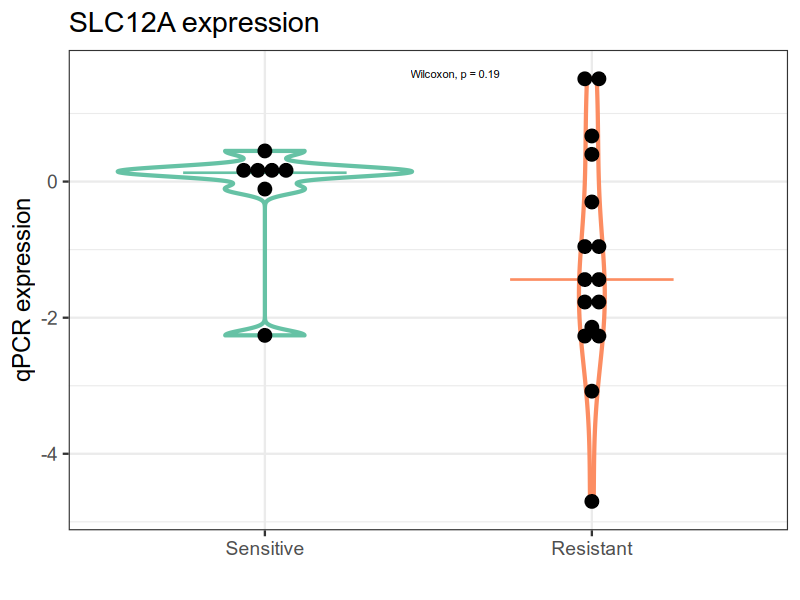 SLC12A expression
Wilcoxon, p = 0.19
qPCR expression
0
-2
-4
Sensitive
Resistant